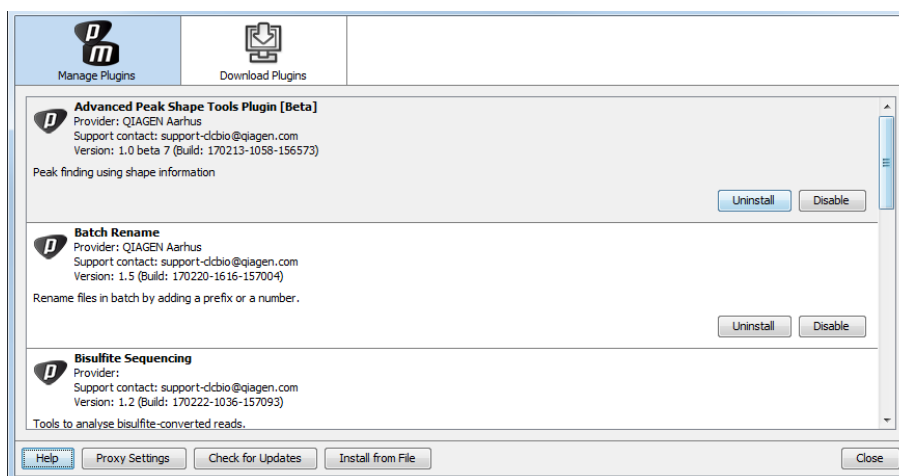 p
m
Manage Plugins
Download Plugins
p
Advanced Peak Shape Tools Plugin [Beta]
Provider: QIAGEN Aarhus
Support contact: support-clcbio@qiagen.com
Version: 1.0 beta 7 (Build: 170213-1058-156573)
Peak finding using shape information
Uninstall
Disable
p
Batch Rename
Provider: QIAGEN Aarhus
Support contact: support-clcbio@qiagen.com
Version: 1.5 (Build: 170220-1616-157004)
Rename files in batch by adding a prefix or a number.
Uninstall
Disable
p
Bisulfite Sequencing
Provider:
Support contact: support-clcbio@qiagen.com
Version: 1.2 (Build: 170222-1036-157093)
Tools to analyse bisulfite-converted reads.
Help
Proxy Settings
Check for Updates
Install from File
Close